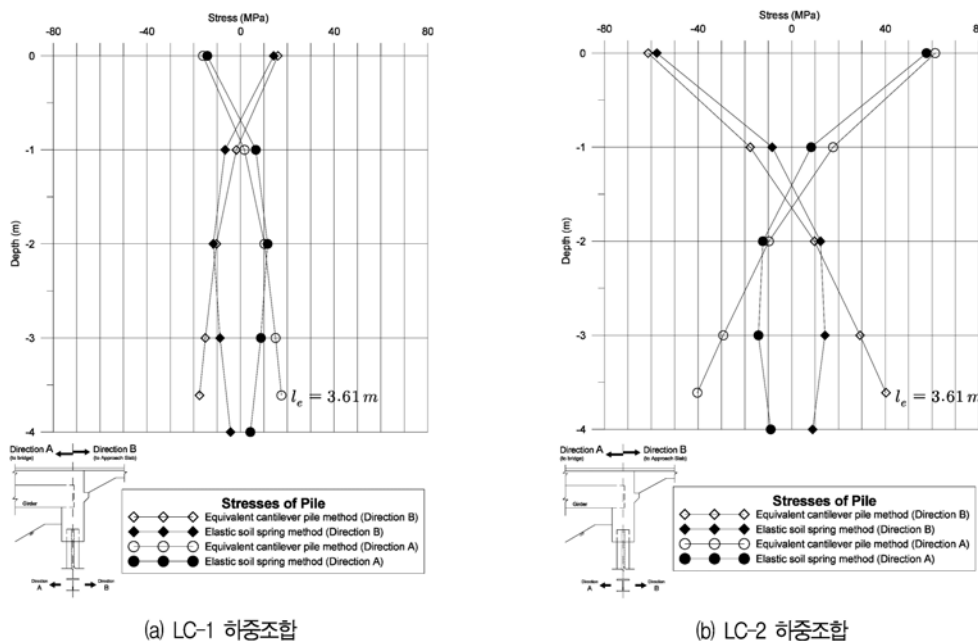 Stress (MPa)
-80 -40 0 40 80
0
-1
-2
-3
-4
Depth (m)
l_e = 3.61 m
Direction A
(to bridge)
Direction B
(to Approach Slab)
Girder
Direction
A
Direction
B
Stresses of Pile
Equivalent cantilever pile method (Direction B)
Elastic soil spring method (Direction B)
Equivalent cantilever pile method (Direction A)
Elastic soil spring method (Direction A)
(a) LC-1 하중조합
Stress (MPa)
-80 -40 0 40 80
0
-1
-2
-3
-4
Depth (m)
l_e = 3.61 m
Direction A
(to bridge)
Direction B
(to Approach Slab)
Girder
Direction
A
Direction
B
Stresses of Pile
Equivalent cantilever pile method (Direction B)
Elastic soil spring method (Direction B)
Equivalent cantilever pile method (Direction A)
Elastic soil spring method (Direction A)
(b) LC-2 하중조합